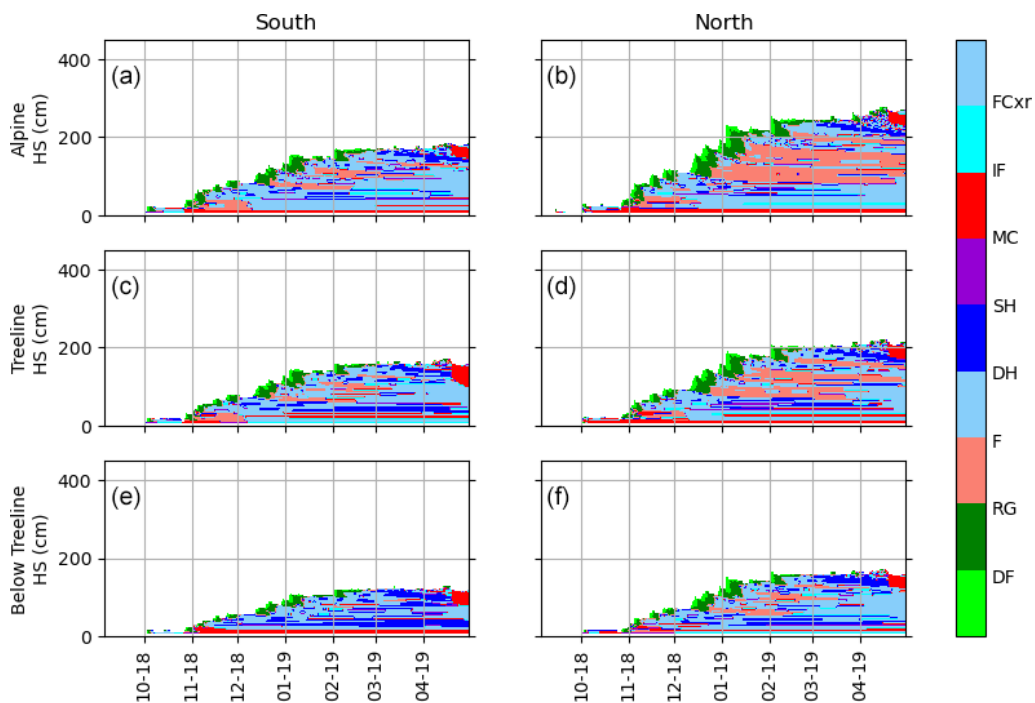 South
North
Alpine
HS (cm)
400
200
0
(a)
(b)
Treeline
HS (cm)
400
200
0
(c)
(d)
Below Treeline
HS (cm)
400
200
0
(e)
(f)
10-18
11-18
12-18
01-19
02-19
03-19
04-19
10-18
11-18
12-18
01-19
02-19
03-19
04-19
FCxr
IF
MC
SH
DH
F
RG
DF